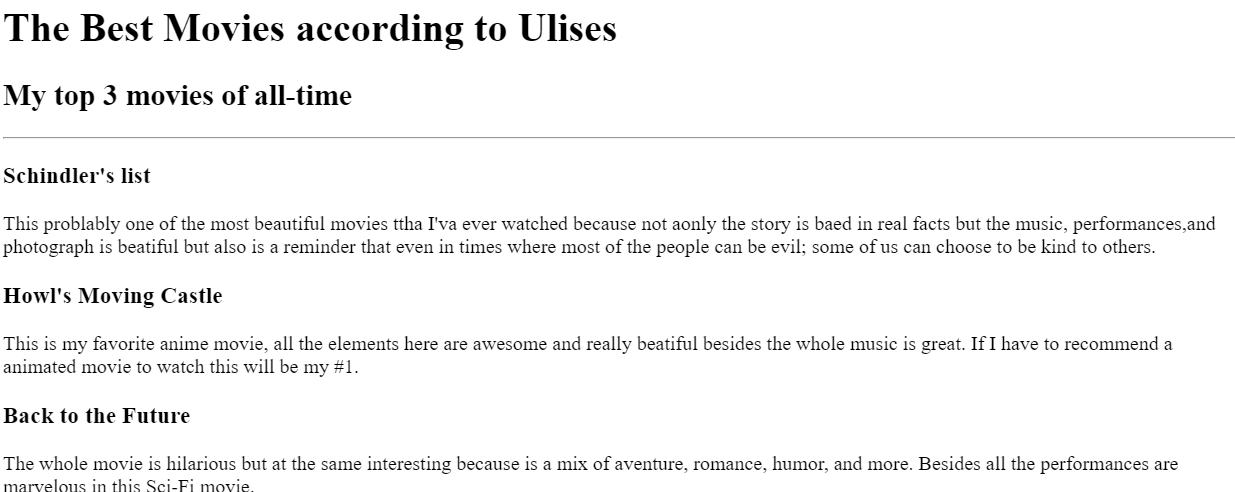 The Best Movies according to Ulises
My top 3 movies of all-time
Schindler's list
This problably one of the most beautiful movies ttha I'va ever watched because not aonly the story is baed in real facts but the music, performances,and
photograph is beatiful but also is a reminder that even in times where most of the people can be evil; some of us can choose to be kind to others.
Howl's Moving Castle
This is my favorite anime movie, all the elements here are awesome and really beatiful besides the whole music is great. If I have to recommend a
animated movie to watch this will be my #1.
Back to the Future
The whole movie is hilarious but at the same interesting because is a mix of aventure, romance, humor, and more. Besides all the performances are
marvelous in this Sci-Fi movie.